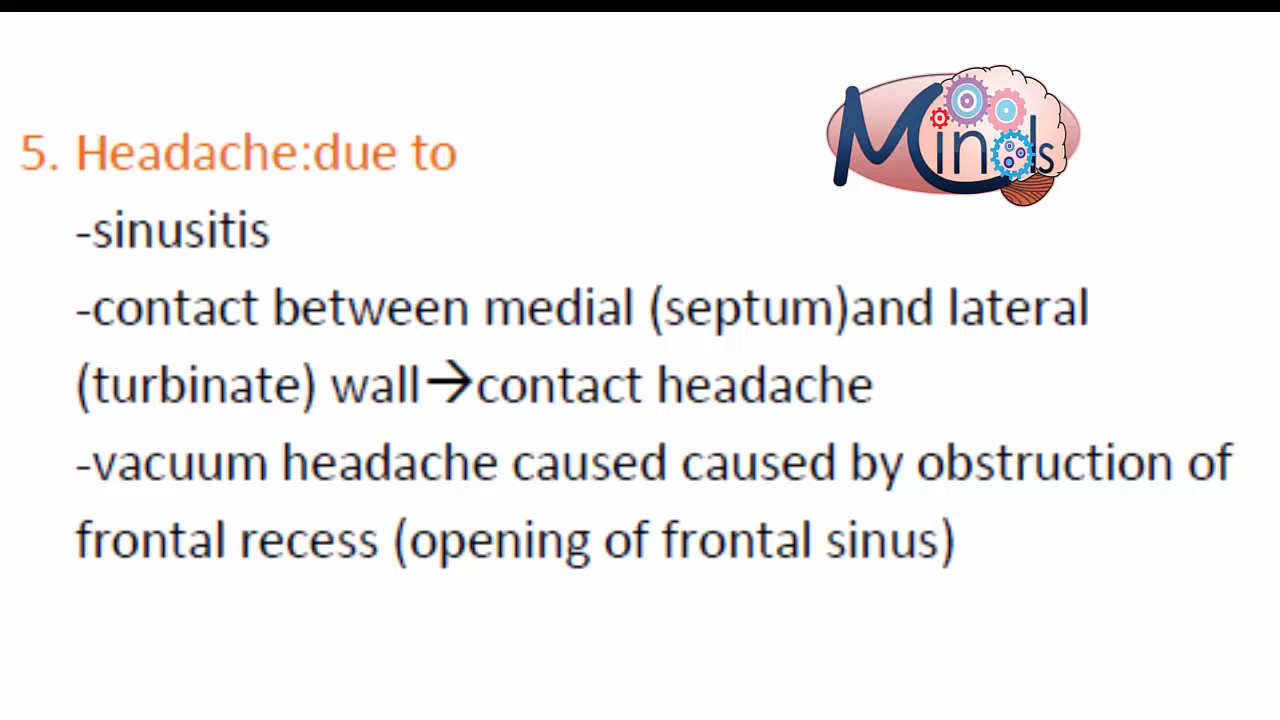 Minds
5. Headache:due to
-sinusitis
-contact between medial (septum)and lateral
(turbinate) wall→contact headache
-vacuum headache caused caused by obstruction of
frontal recess (opening of frontal sinus)